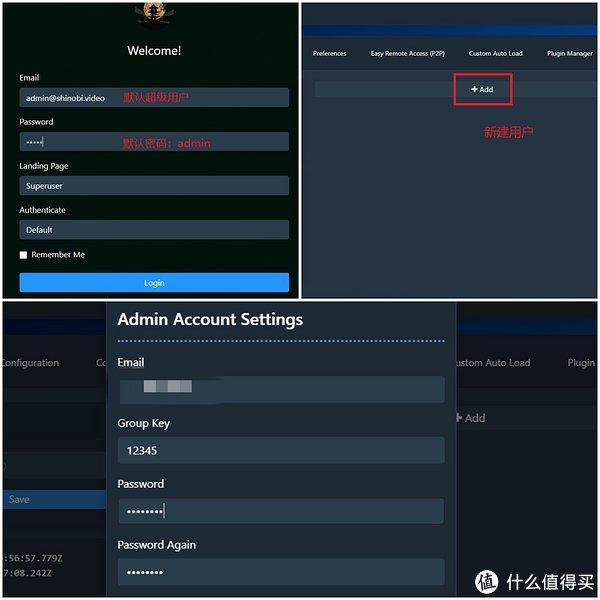 Welcome!
Email
admin@shinobi.video 默认超级用户
Password
•••••
默认密码：admin
Landing Page
Superuser
Authenticate
Default
Remember Me
Login
Preferences Easy Remote Access (P2P) Custom Auto Load Plugin Manager
+ Add
新建用户
Admin Account Settings
Email
Group Key
12345
Password
••••••••
Password Again
••••••••
Configuration
ustom Auto Load Plugin
+ Add
Save
:56:57.779Z
7:08.242Z
值 什么值得买